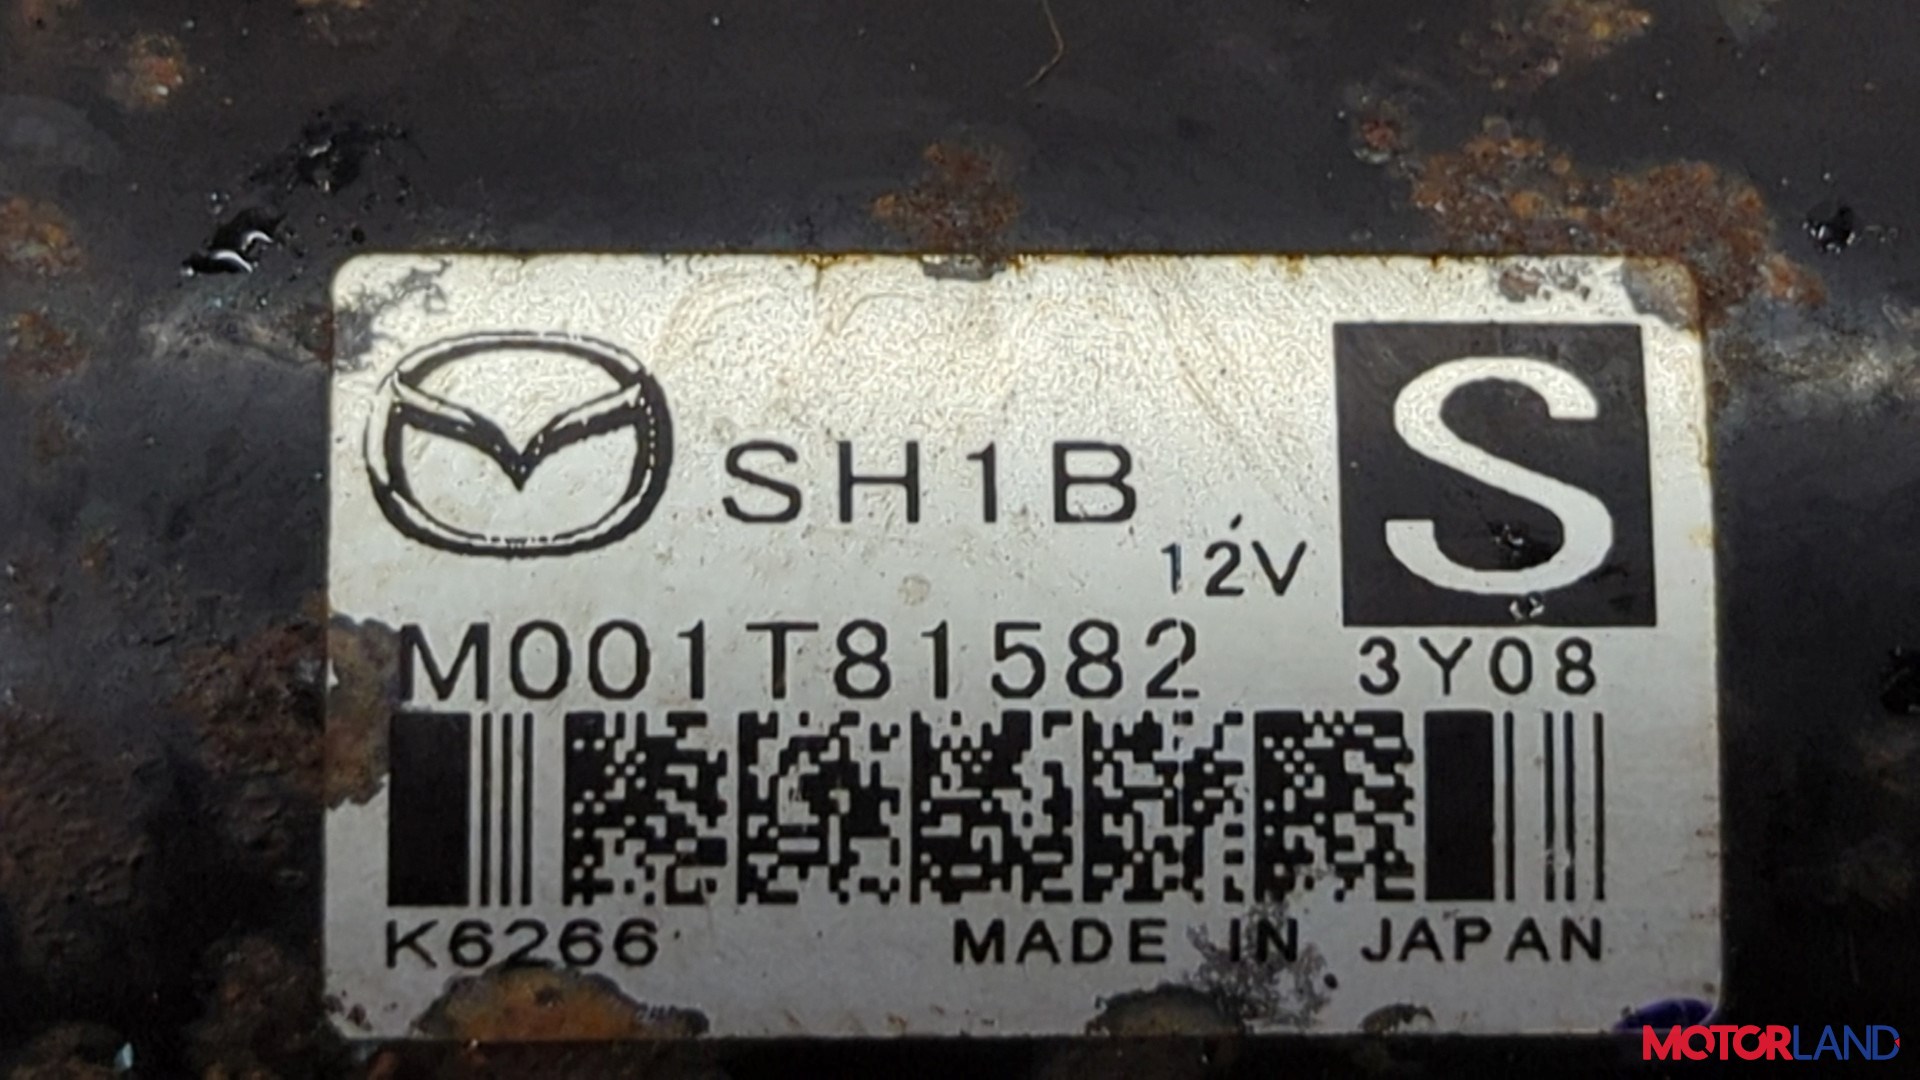 SH1B
S
12V
M001T81582
3Y08
K6266
MADE IN JAPAN
MOTORLAND